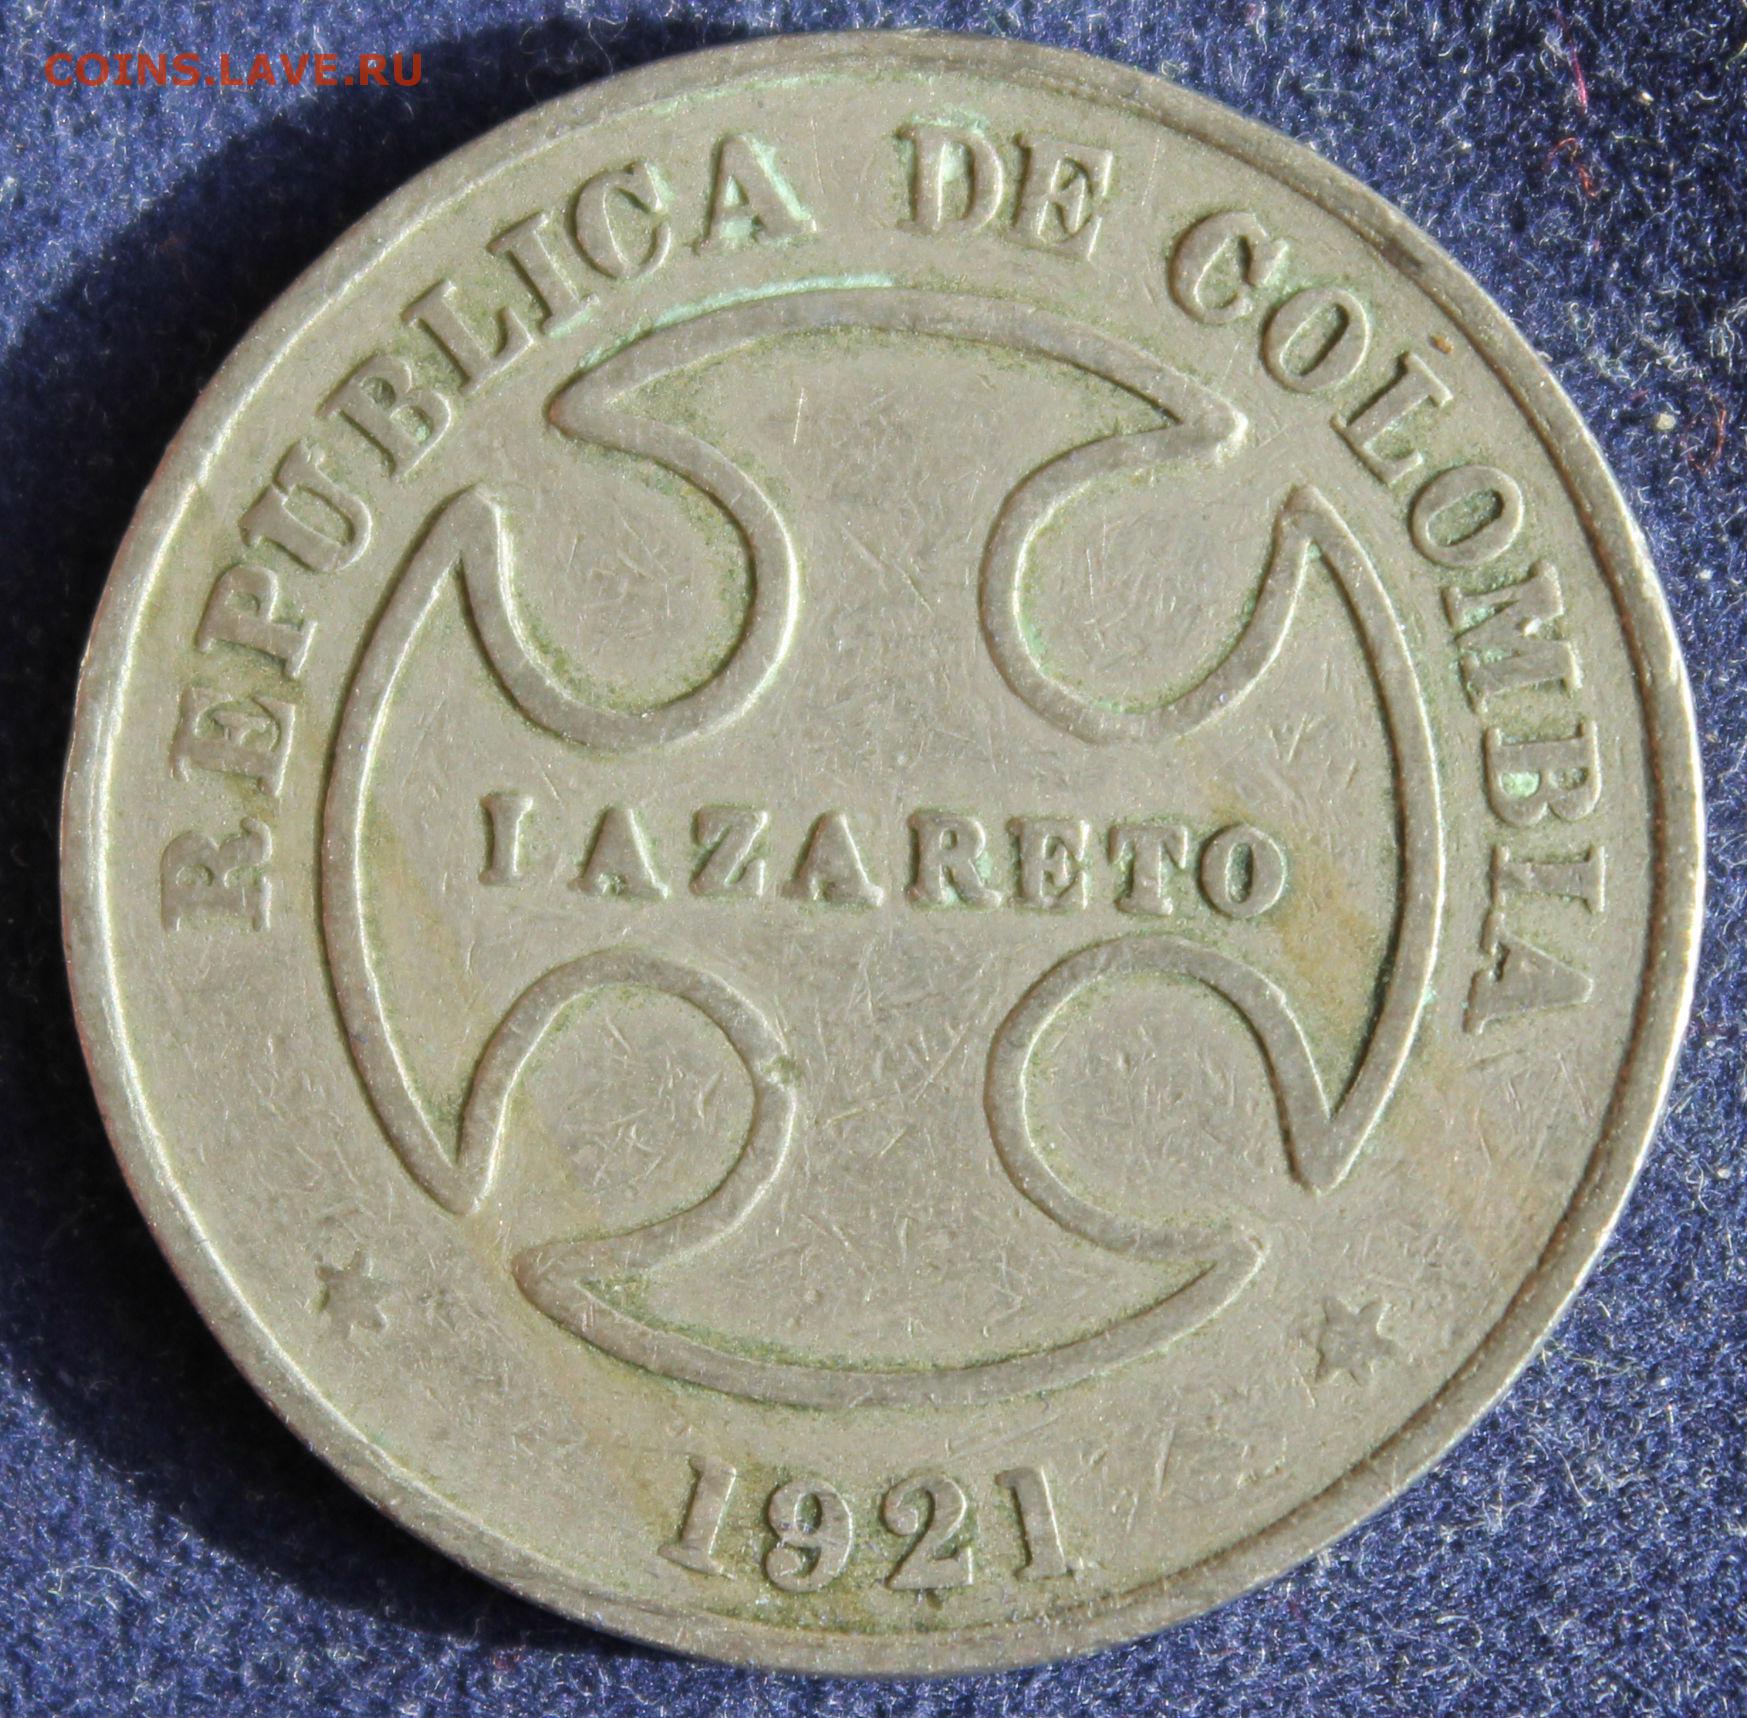 COINS.LAVE.RU
REPUBLICA DE COLOMBIA
LAZARETO
1921